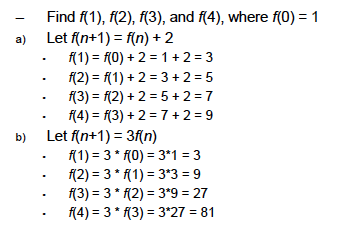 – Find f(1), f(2), f(3), and f(4), where f(0) = 1
a) Let f(n+1) = f(n) + 2
• f(1) = f(0) + 2 = 1 + 2 = 3
• f(2) = f(1) + 2 = 3 + 2 = 5
• f(3) = f(2) + 2 = 5 + 2 = 7
• f(4) = f(3) + 2 = 7 + 2 = 9
b) Let f(n+1) = 3f(n)
• f(1) = 3 * f(0) = 3*1 = 3
• f(2) = 3 * f(1) = 3*3 = 9
• f(3) = 3 * f(2) = 3*9 = 27
• f(4) = 3 * f(3) = 3*27 = 81